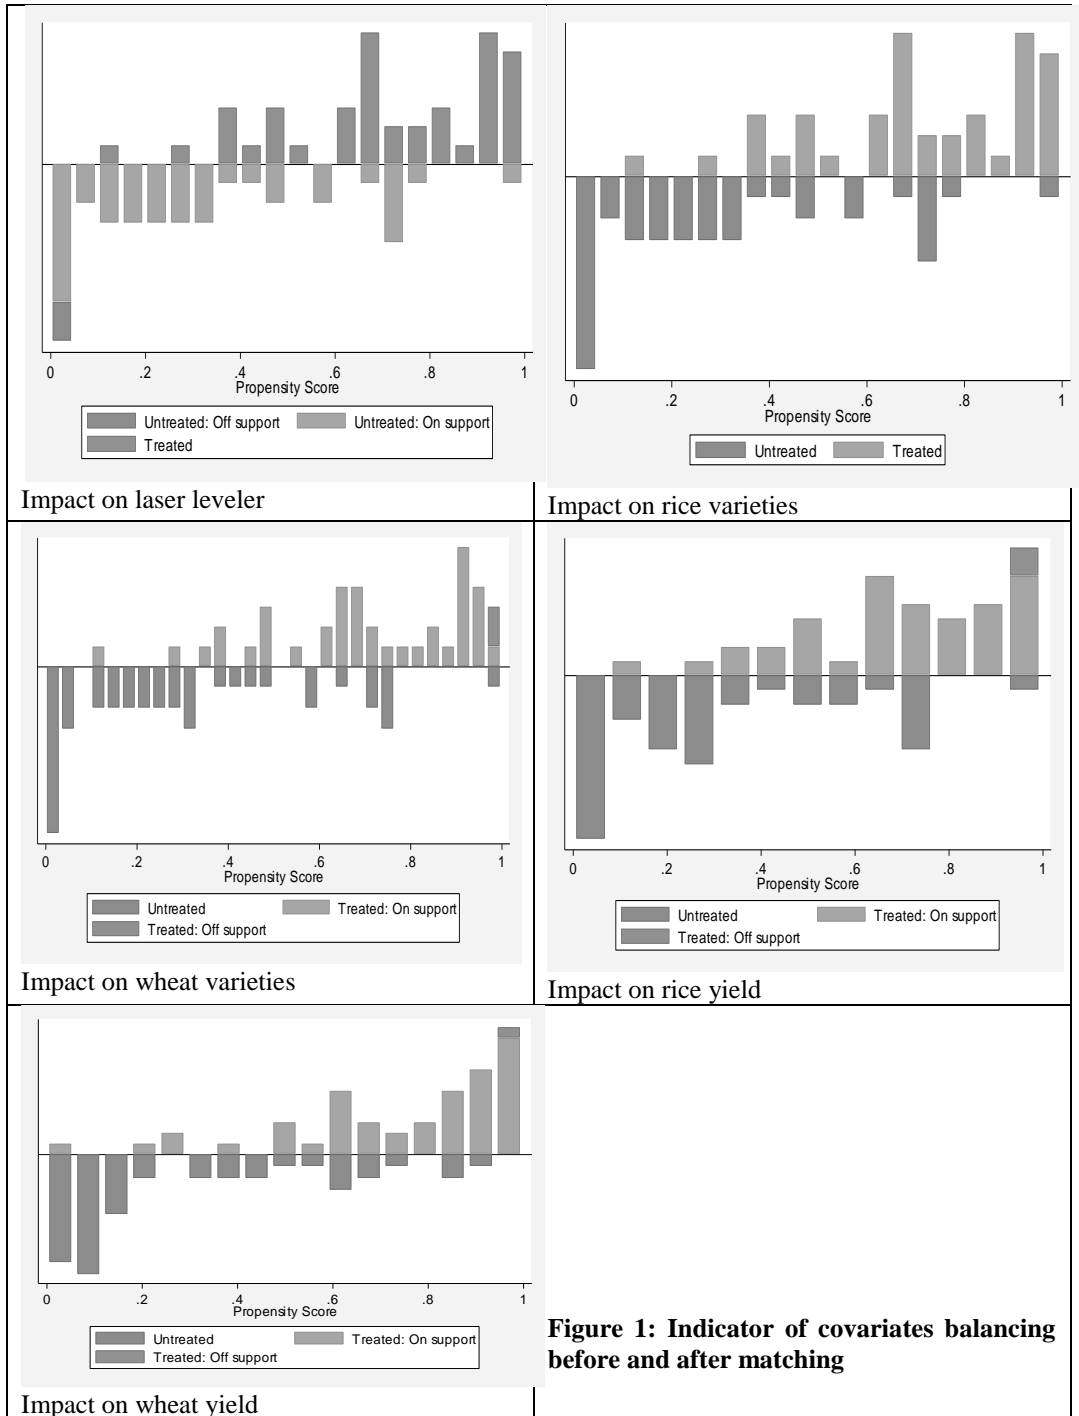 0 .2 .4 .6 .8 1
Propensity Score
Untreated: Off support Untreated: On support
Treated
Impact on laser leveler
0 .2 .4 .6 .8 1
Propensity Score
Untreated Treated
Impact on rice varieties
0 .2 .4 .6 .8 1
Propensity Score
Untreated Treated: On support
Treated: Off support
Impact on wheat varieties
0 .2 .4 .6 .8 1
Propensity Score
Untreated Treated: On support
Treated: Off support
Impact on rice yield
0 .2 .4 .6 .8 1
Propensity Score
Untreated Treated: On support
Treated: Off support
Impact on wheat yield
Figure 1: Indicator of covariates balancing
before and after matching